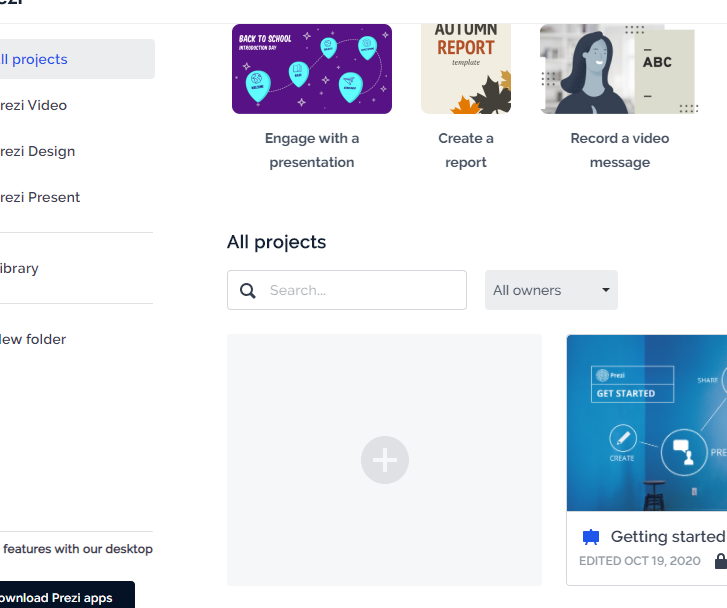 ll projects
rezi Video
rezi Design
rezi Present
ibrary
ew folder
features with our desktop
ownload Prezi apps
BACK TO SCHOOL
INTRODUCTION DAY
AUTUMN
REPORT
template
ABC
Engage with a
presentation
Create a
report
Record a video
message
All projects
Search...
All owners
Prezi
GET STARTED
SHARE
CREATE
PRE
Getting started
EDITED OCT 19, 2020